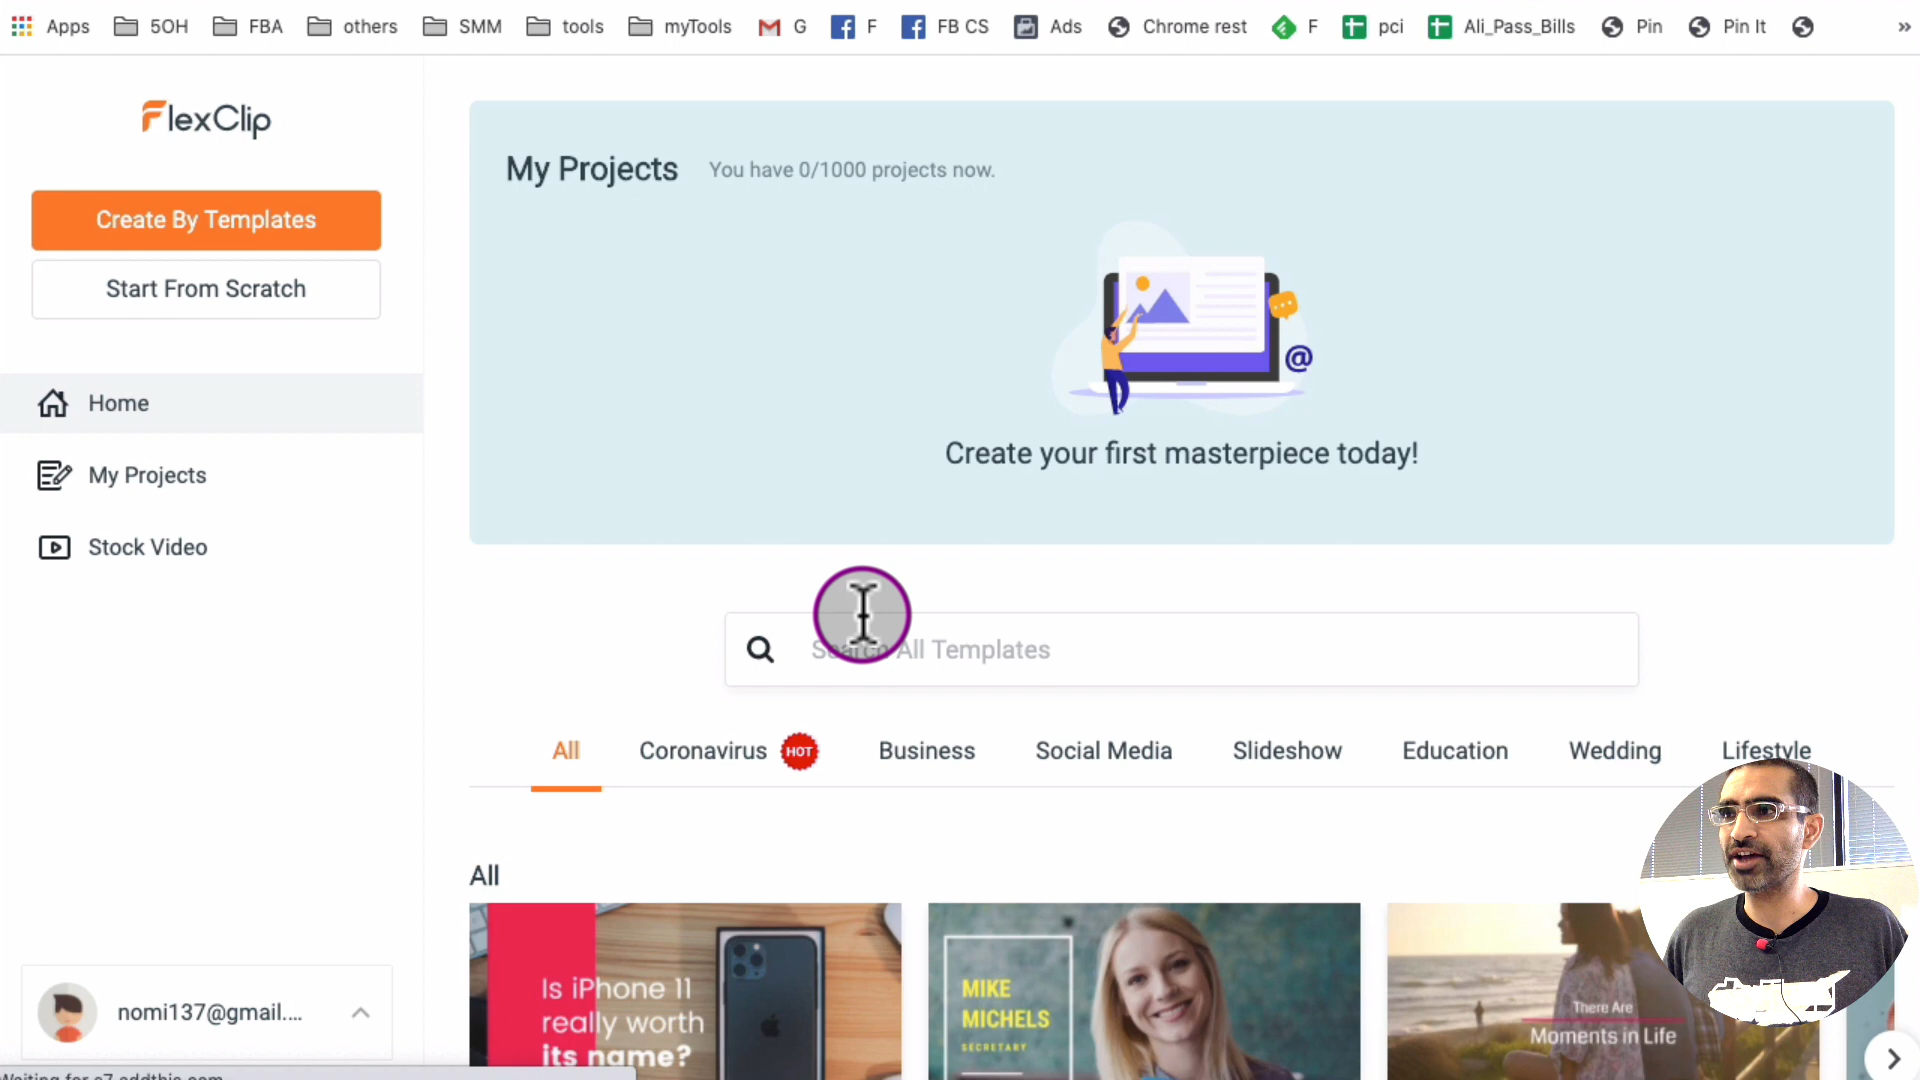 Apps 5OH FBA others SMM tools myTools G F FB CS Ads Chrome rest F pci Ali_Pass_Bills Pin Pin It »
FlexClip
Create By Templates
Start From Scratch
Home
My Projects
Stock Video
nomi137@gmail....
My Projects You have 0/1000 projects now.
@
Create your first masterpiece today!
Search All Templates
All Coronavirus HOT Business Social Media Slideshow Education Wedding Lifestyle
All
Is iPhone 11
really worth
its name?
MIKE
MICHELS
SECRETARY
There Are
Moments in Life